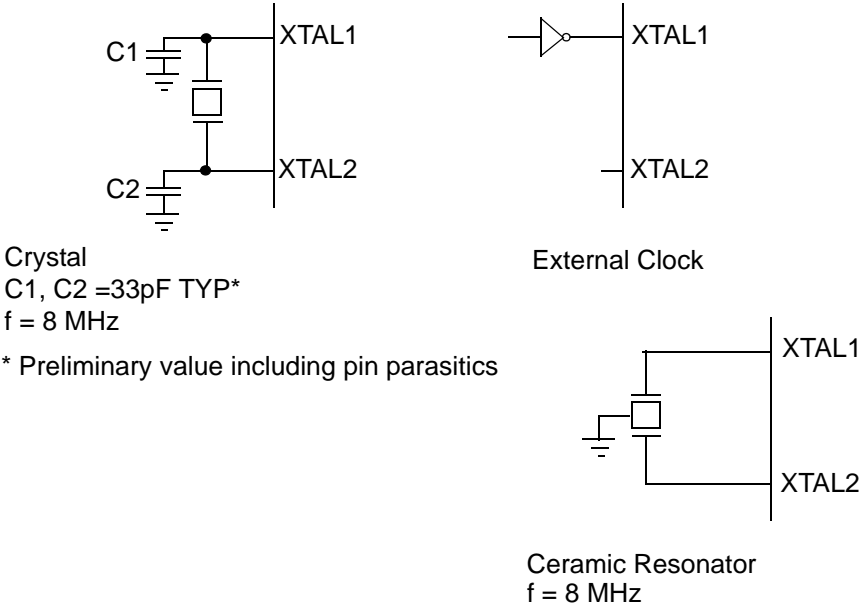 XTAL1
C1
XTAL2
C2
Crystal
C1, C2 =33pF TYP*
f = 8 MHz
* Preliminary value including pin parasitics
XTAL1
XTAL2
External Clock
XTAL1
XTAL2
Ceramic Resonator
f = 8 MHz